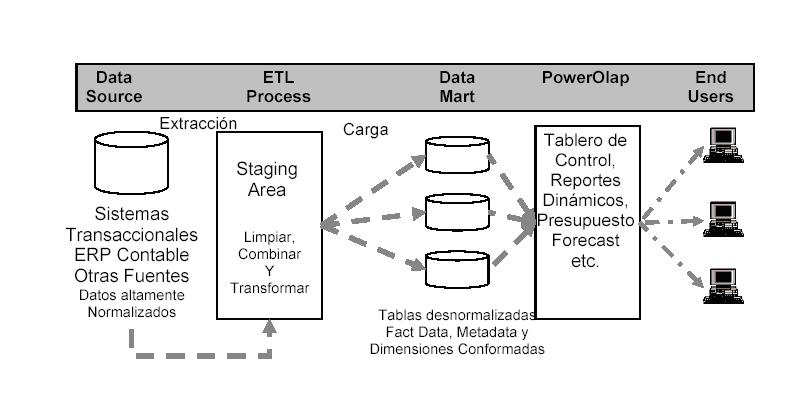 Data
Source
ETL
Process
Data
Mart
PowerOlap
End
Users
Extracción
Carga
Sistemas
Transaccionales
ERP Contable
Otras Fuentes
Datos altamente
Normalizados
Staging
Area
Limpiar,
Combinar
Y
Transformar
Tablas desnormalizadas
Fact Data, Metadata y
Dimensiones Conformadas
Tablero de
Control,
Reportes
Dinámicos,
Presupuesto
Forecast
etc.